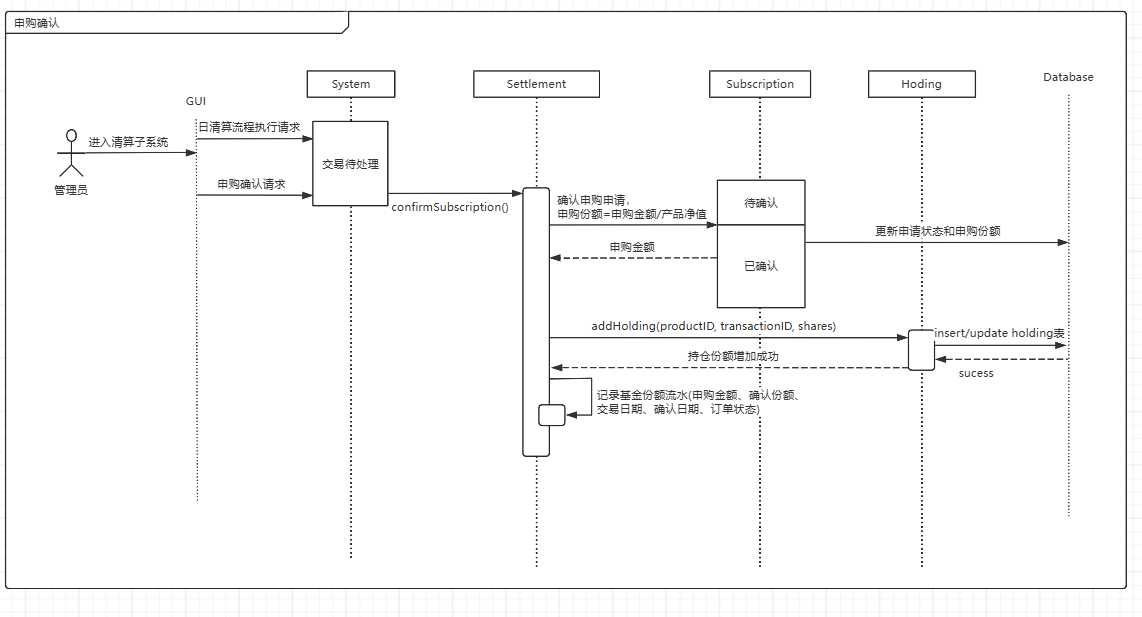 申购确认
System
Settlement
Subscription
Hoding
Database
GUI
日清算流程执行请求
进入清算子系统
交易待处理
管理员
申购确认请求
confirmSubscription()
确认申购申请,
申购份额=申购金额/产品净值
待确认
更新申请状态和申购份额
申购金额
已确认
addHolding(productID, transactionID, shares)
insert/update holding表
持仓份额增加成功
sucess
记录基金份额流水(申购金额、确认份额、
交易日期、确认日期、订单状态)